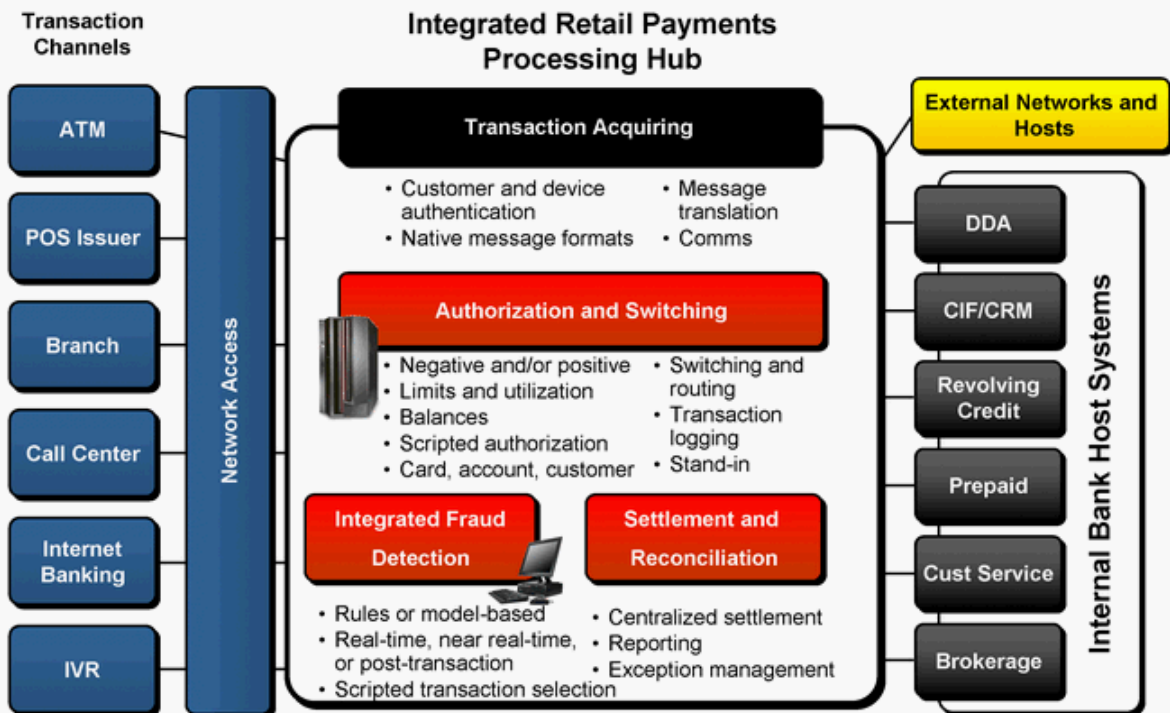 Transaction
Channels
Integrated Retail Payments
Processing Hub
ATM
POS Issuer
Branch
Call Center
Internet
Banking
IVR
Network Access
Transaction Acquiring
• Customer and device
authentication
• Native message formats
• Message
translation
• Comms
Authorization and Switching
• Negative and/or positive
• Limits and utilization
• Balances
• Scripted authorization
• Card, account, customer
• Switching and
routing
• Transaction
logging
• Stand-in
Integrated Fraud
Detection
• Rules or model-based
• Real-time, near real-time,
or post-transaction
• Scripted transaction selection
Settlement and
Reconciliation
• Centralized settlement
• Reporting
• Exception management
External Networks and
Hosts
DDA
CIF/CRM
Revolving
Credit
Prepaid
Cust Service
Brokerage
Internal Bank Host Systems